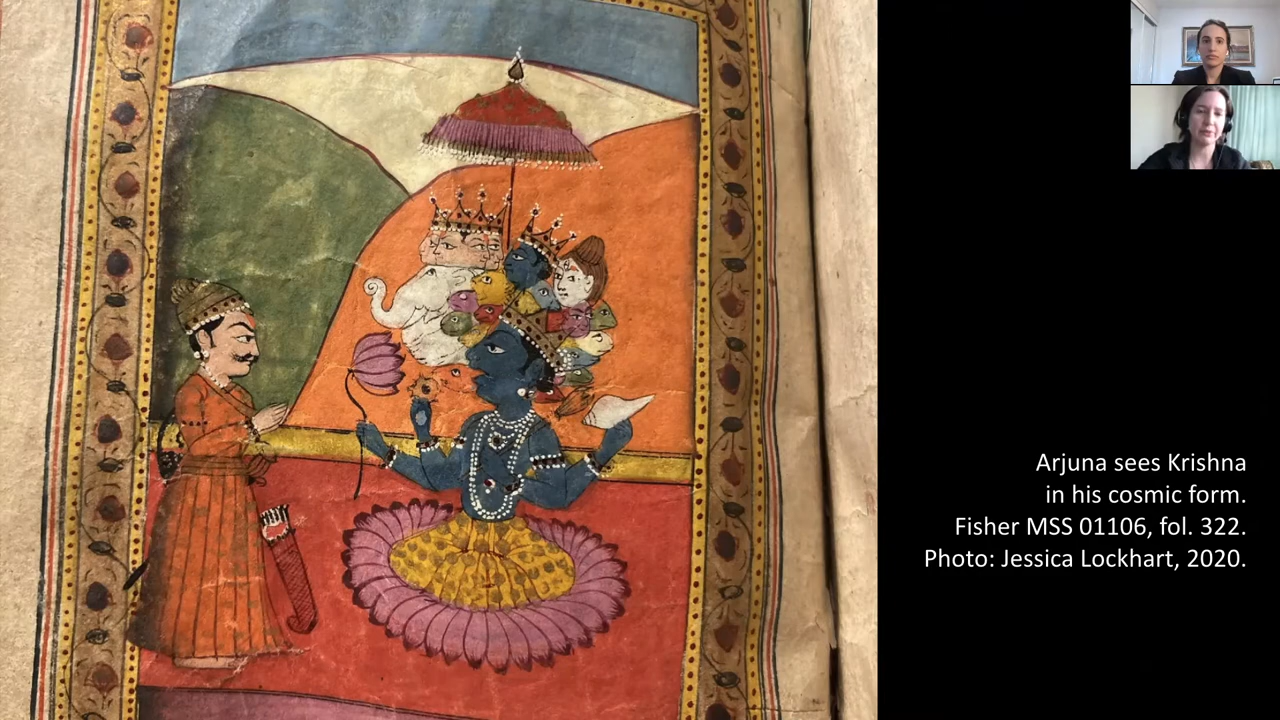 Arjuna sees Krishna
in his cosmic form.
Fisher MSS 01106, fol. 322.
Photo: Jessica Lockhart, 2020.